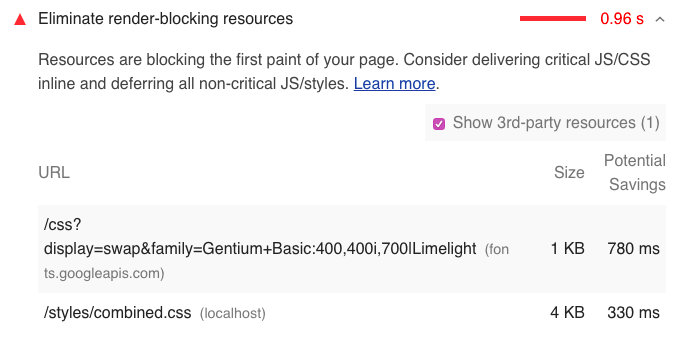 Eliminate render-blocking resources 0.96 s
Resources are blocking the first paint of your page. Consider delivering critical JS/CSS
inline and deferring all non-critical JS/styles. Learn more.
Show 3rd-party resources (1)
URL Size Potential
Savings
/css?
display=swap&family=Gentium+Basic:400,400i,700|Limelight (fon
ts.googleapis.com) 1 KB 780 ms
/styles/combined.css (localhost) 4 KB 330 ms